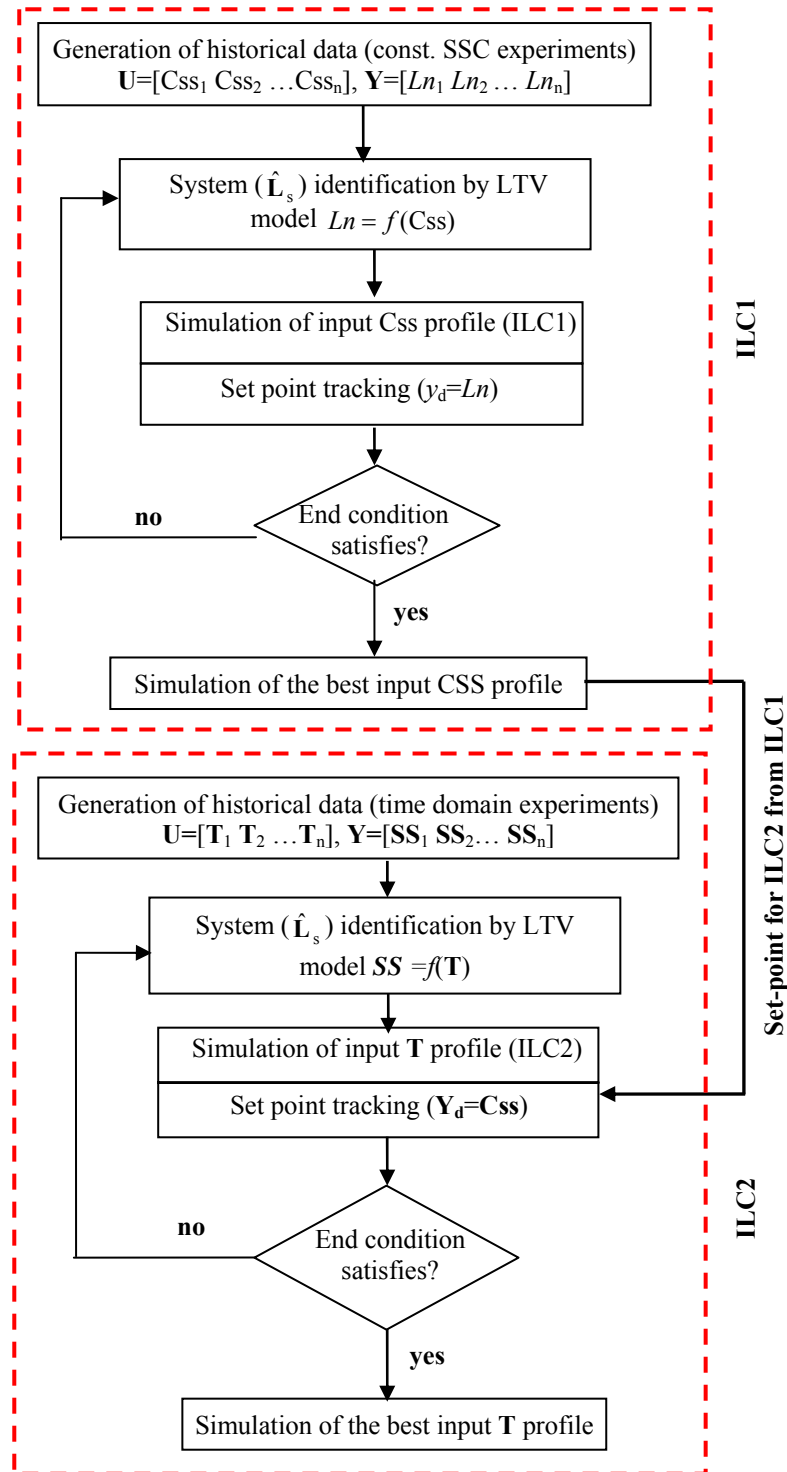 Generation of historical data (const. SSC experiments)
U=[Css₁ Css₂ …Cssₙ], Y=[Ln₁ Ln₂ … Lnₙ]
System (L̂ₛ) identification by LTV
model Ln = f(Css)
Simulation of input Css profile (ILC1)
Set point tracking (y_d=Ln)
no
End condition
satisfies?
yes
Simulation of the best input CSS profile
ILC1
Set-point for ILC2 from ILC1
Generation of historical data (time domain experiments)
U=[T₁ T₂ …Tₙ], Y=[SS₁ SS₂… SSₙ]
System (L̂ₛ) identification by LTV
model SS =f(T)
Simulation of input T profile (ILC2)
Set point tracking (Y_d=Css)
no
End condition
satisfies?
yes
Simulation of the best input T profile
ILC2